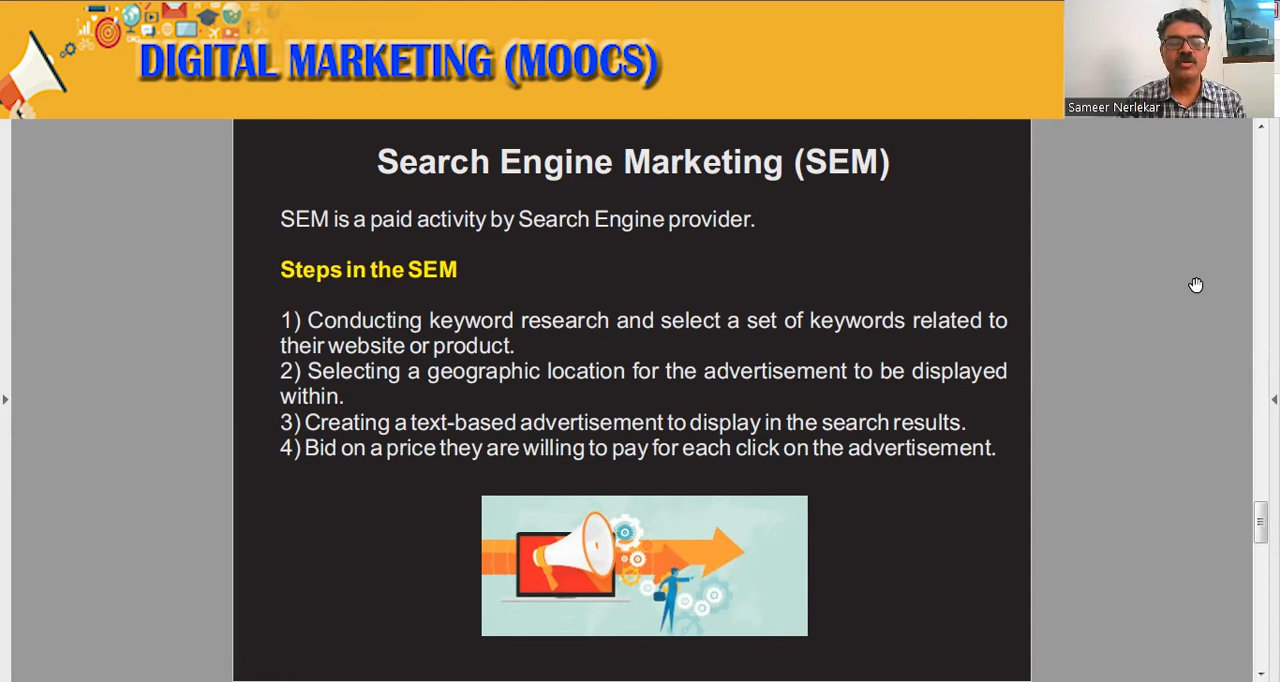 DIGITAL MARKETING (MOOCS)
Sameer Nerlekar
Search Engine Marketing (SEM)
SEM is a paid activity by Search Engine provider.
Steps in the SEM
1) Conducting keyword research and select a set of keywords related to
their website or product.
2) Selecting a geographic location for the advertisement to be displayed
within.
3) Creating a text-based advertisement to display in the search results.
4) Bid on a price they are willing to pay for each click on the advertisement.